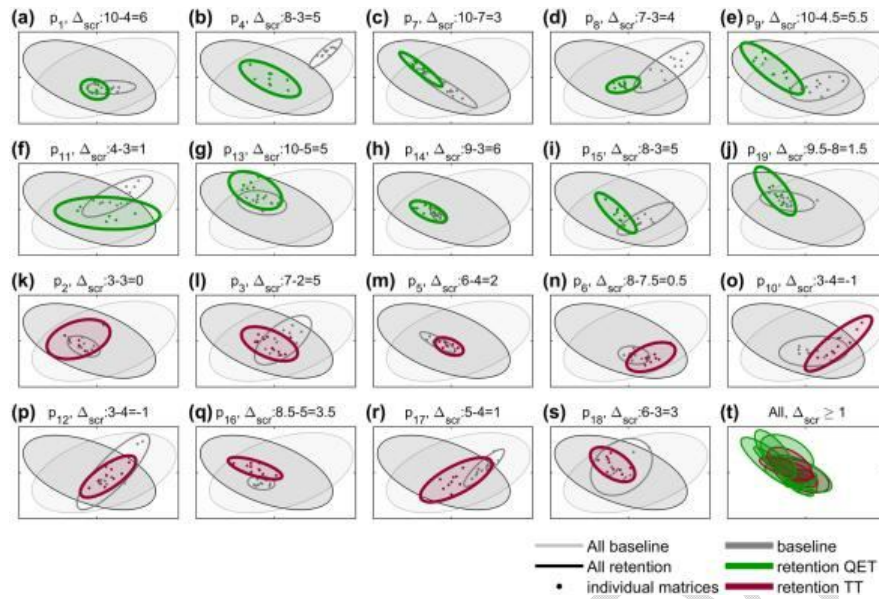 (a) p1, Δscr:10-4=6
(b) p4, Δscr:8-3=5
(c) p7, Δscr:10-7=3
(d) p8, Δscr:7-3=4
(e) p9, Δscr:10-4.5=5.5
(f) p11, Δscr:4-3=1
(g) p13, Δscr:10-5=5
(h) p14, Δscr:9-3=6
(i) p15, Δscr:8-3=5
(j) p19, Δscr:9.5-8=1.5
(k) p2, Δscr:3-3=0
(l) p3, Δscr:7-2=5
(m) p5, Δscr:6-4=2
(n) p6, Δscr:8-7.5=0.5
(o) p10, Δscr:3-4=-1
(p) p12, Δscr:3-4=-1
(q) p16, Δscr:8.5-5=3.5
(r) p17, Δscr:5-4=1
(s) p18, Δscr:6-3=3
(t) All, Δscr ≥ 1
All baseline
All retention
individual matrices
baseline
retention QET
retention TT